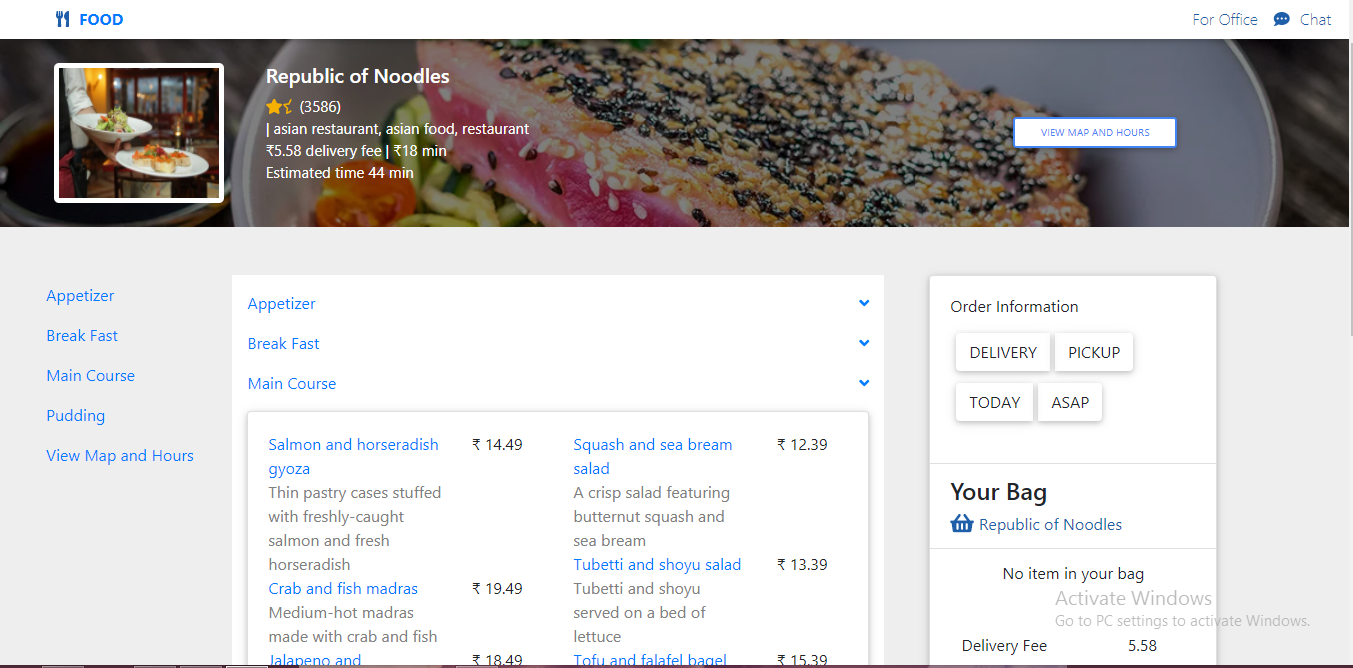 FOOD
For Office
Chat
Republic of Noodles
(3586)
| asian restaurant, asian food, restaurant
₹5.58 delivery fee | ₹18 min
Estimated time 44 min
VIEW MAP AND HOURS
Appetizer
Break Fast
Main Course
Pudding
View Map and Hours
Appetizer
Break Fast
Main Course
Salmon and horseradish ₹ 14.49
gyoza
Thin pastry cases stuffed
with freshly-caught
salmon and fresh
horseradish
Crab and fish madras ₹ 19.49
Medium-hot madras
made with crab and fish
Jalapeno and ₹ 18.49
Squash and sea bream ₹ 12.39
salad
A crisp salad featuring
butternut squash and
sea bream
Tubetti and shoyu salad ₹ 13.39
Tubetti and shoyu
served on a bed of
lettuce
Tofu and falafel bagel ₹ 15.39
Order Information
DELIVERY PICKUP
TODAY ASAP
Your Bag
Republic of Noodles
No item in your bag
Activate Windows
Go to PC settings to activate Windows.
Delivery Fee 5.58